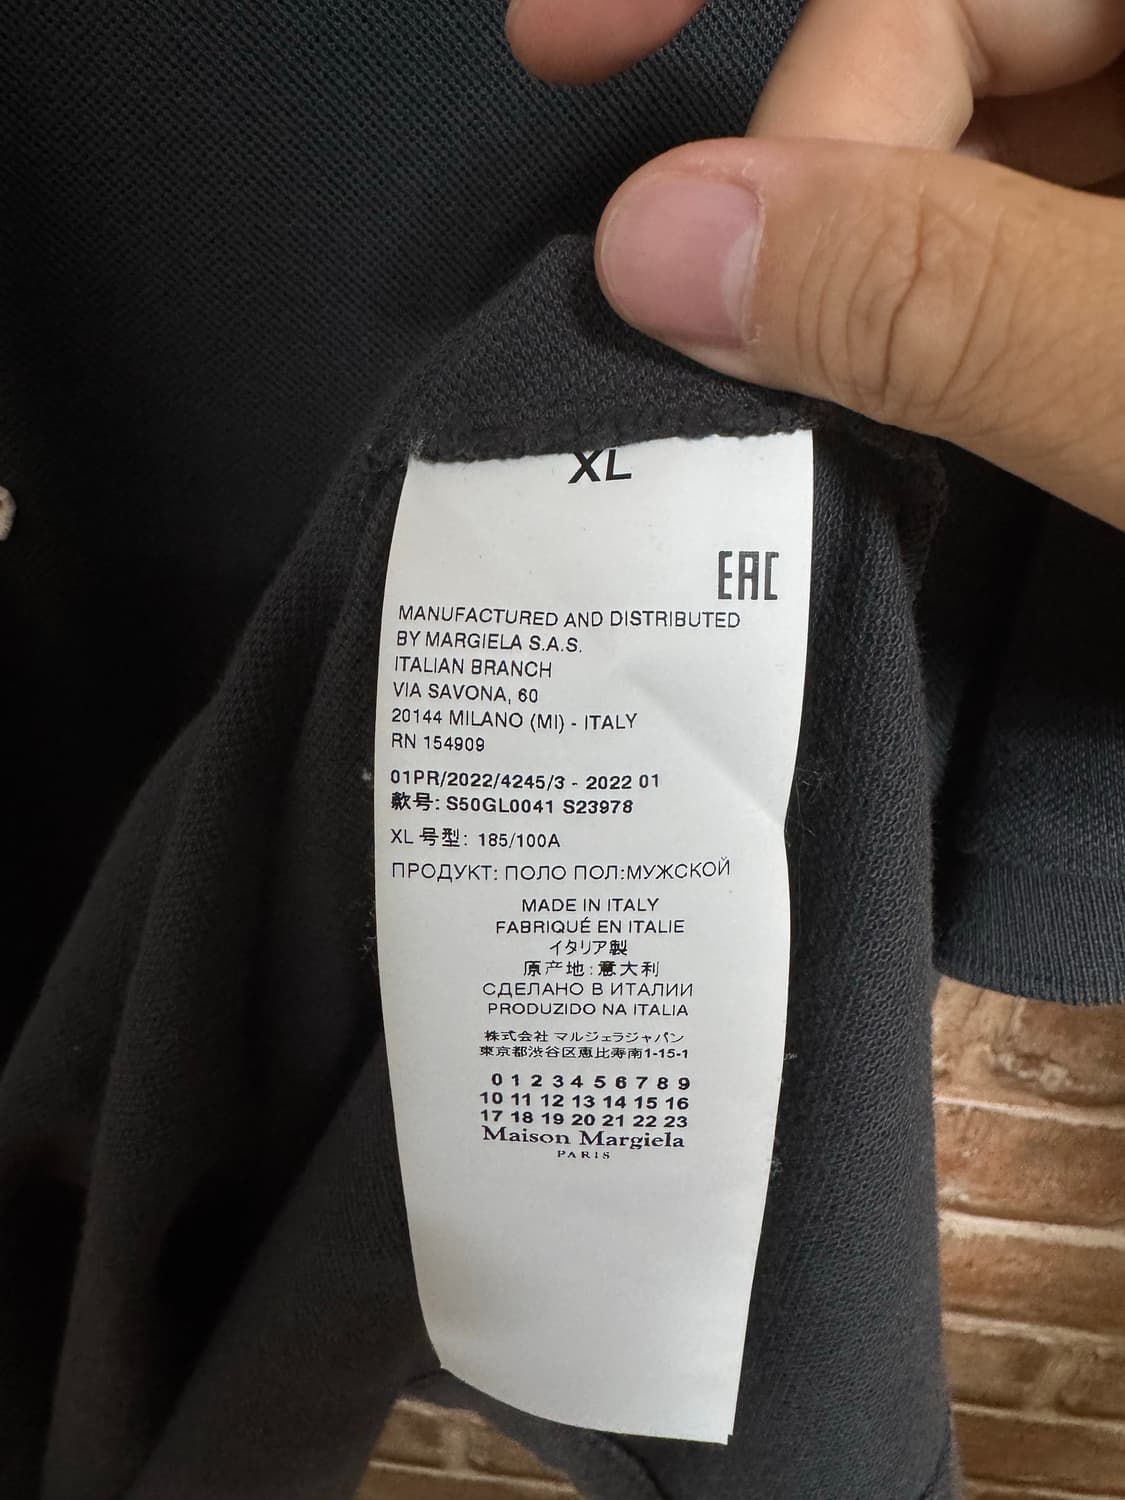 XL
EAC
MANUFACTURED AND DISTRIBUTED
BY MARGIELA S.A.S.
ITALIAN BRANCH
VIA SAVONA, 60
20144 MILANO (MI) - ITALY
RN 154909
01PR/2022/4245/3 - 2022 01
款号: S50GL0041 S23978
XL 号型: 185/100A
ПРОДУКТ: ПОЛО ПОЛ:МУЖСКОЙ
MADE IN ITALY
FABRIQUÉ EN ITALIE
イタリア製
原产地:意大利
СДЕЛАНО В ИТАЛИИ
PRODUZIDO NA ITALIA
株式会社 マルジェラジャパン
東京都渋谷区恵比寿南1-15-1
0 1 2 3 4 5 6 7 8 9
10 11 12 13 14 15 16
17 18 19 20 21 22 23
Maison Margiela
PARIS